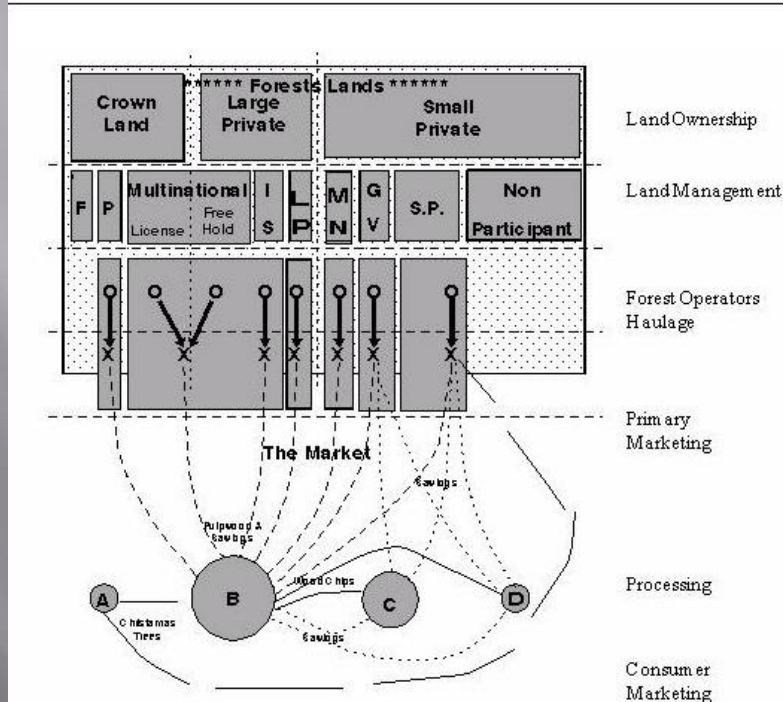 ****** Forests Lands ******
Crown
Land
Large
Private
Small
Private
Land Ownership
F
P
Multinational
License
Free
Hold
I
S
L
P
M
N
G
V
S.P.
Non
Participant
Land Management
O O O O O O O O
Forest Operators
Haulage
X X X X X X X
Primary
Marketing
The Market
Sawlogs
Pulpwood &
Sawlogs
Wood Chips
A
B
C
D
Processing
Christamas
Trees
Sawlogs
Consumer
Marketing